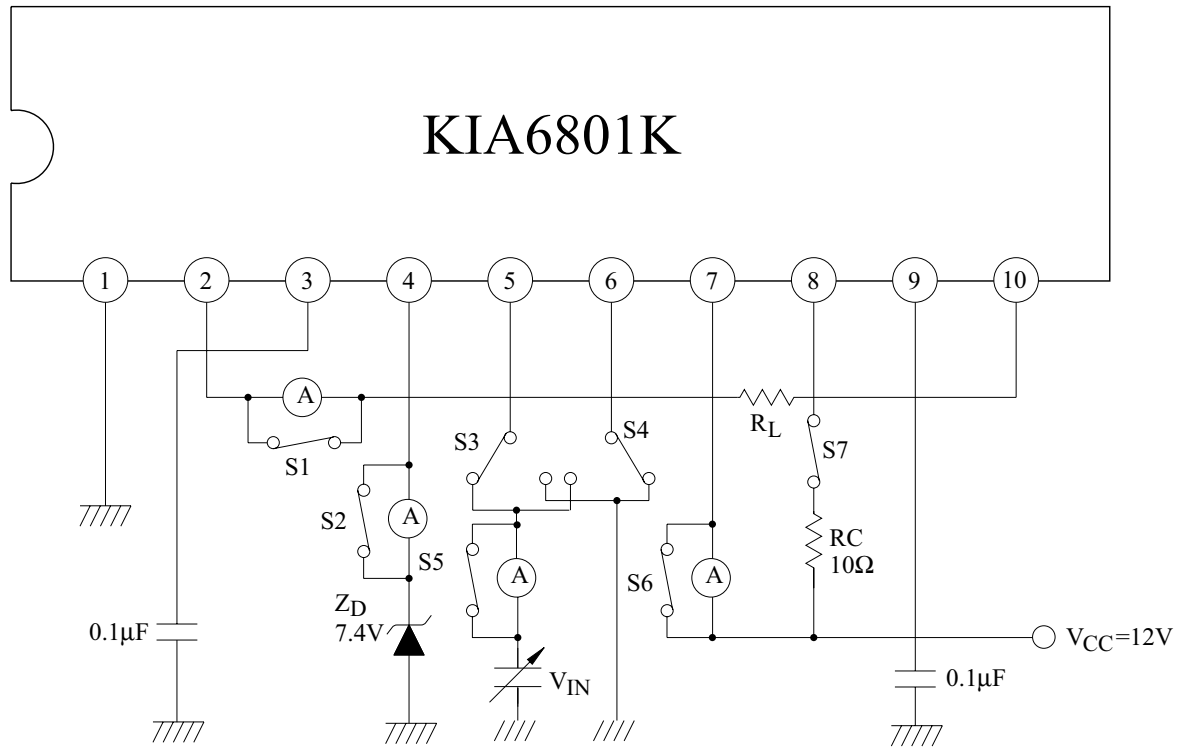 KIA6801K
1 2 3 4 5 6 7 8 9 10
A
S1
RL
S3
S4
S7
S2
A
S5
A
S6
A
RC
10Ω
ZD
7.4V
0.1μF
VIN
VCC=12V
0.1μF